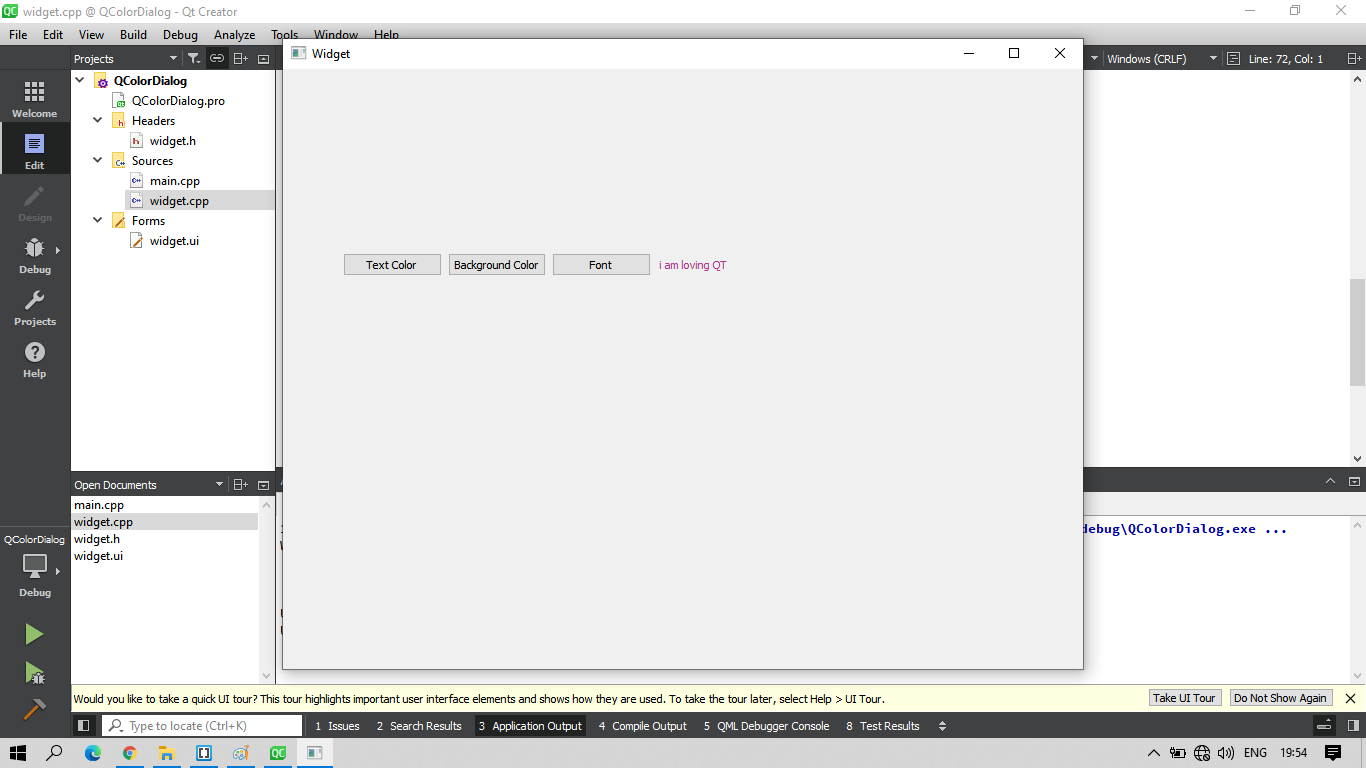 widget.cpp @ QColorDialog - Qt Creator
File Edit View Build Debug Analyze Tools Window Help
Projects
Widget
Windows (CRLF)
Line: 72, Col: 1
QColorDialog
QColorDialog.pro
Headers
widget.h
Sources
main.cpp
widget.cpp
Forms
widget.ui
Welcome
Edit
Design
Debug
Projects
Help
Text Color
Background Color
Font
i am loving QT
Open Documents
main.cpp
widget.cpp
widget.h
widget.ui
debug\QColorDialog.exe ...
QColorDialog
Debug
Would you like to take a quick UI tour? This tour highlights important user interface elements and shows how they are used. To take the tour later, select Help > UI Tour.
Take UI Tour
Do Not Show Again
Type to locate (Ctrl+K)
1 Issues
2 Search Results
3 Application Output
4 Compile Output
5 QML Debugger Console
8 Test Results
ENG
19:54